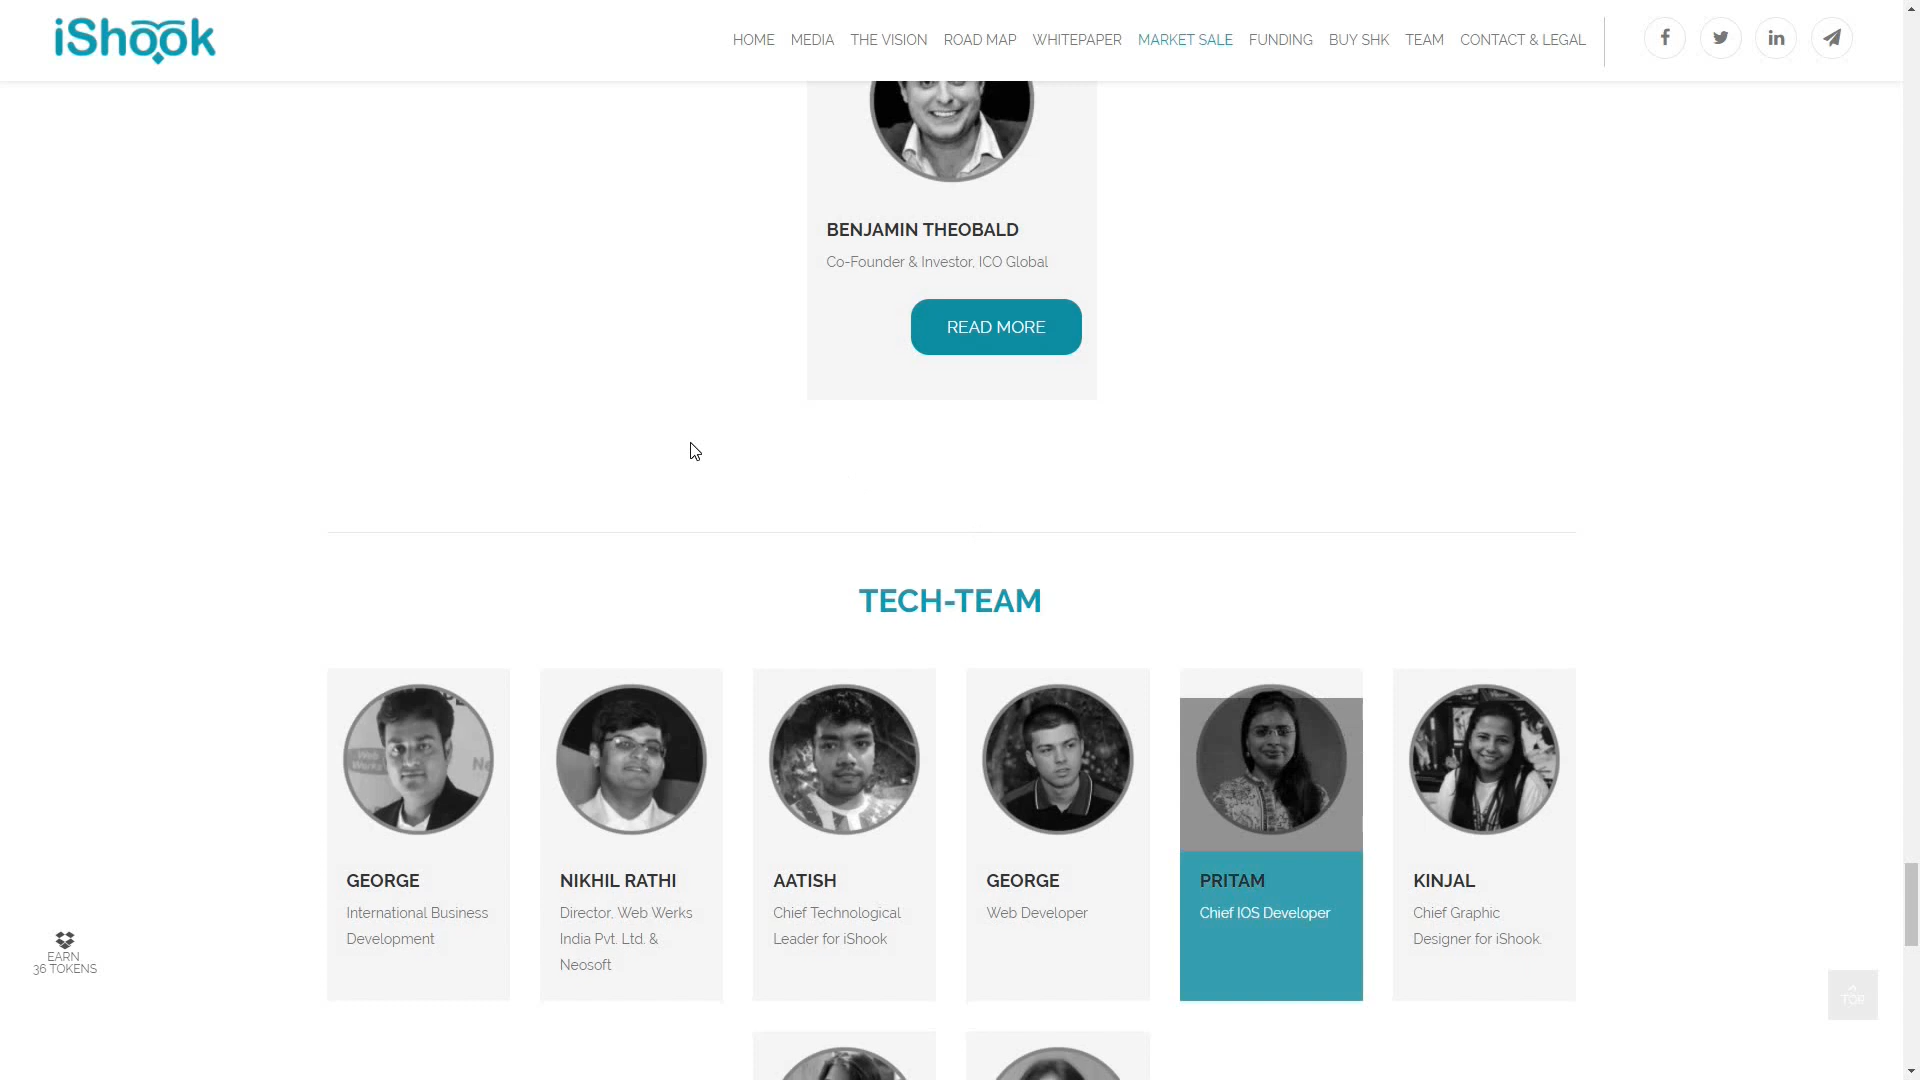 iShook
HOME MEDIA THE VISION ROAD MAP WHITEPAPER MARKET SALE FUNDING BUY SHK TEAM CONTACT & LEGAL
BENJAMIN THEOBALD
Co-Founder & Investor, ICO Global
READ MORE
TECH-TEAM
GEORGE
International Business
Development
NIKHIL RATHI
Director, Web Werks
India Pvt. Ltd. &
Neosoft
AATISH
Chief Technological
Leader for iShook
GEORGE
Web Developer
PRITAM
Chief IOS Developer
KINJAL
Chief Graphic
Designer for iShook.
EARN
36 TOKENS
TOP